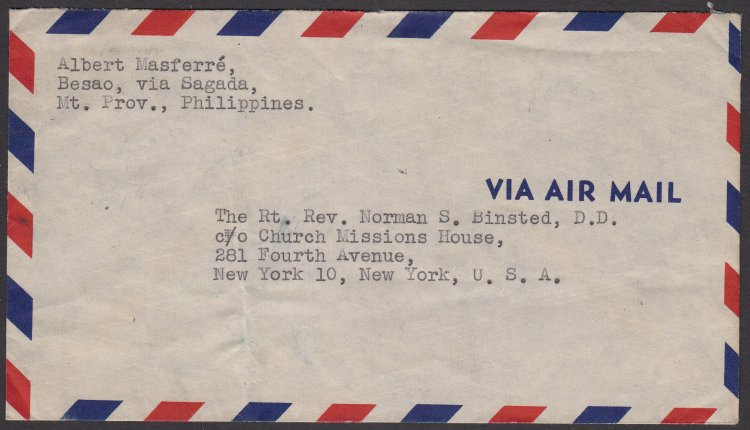 Albert Masferré,
Besao, via Sagada,
Mt. Prov., Philippines.
VIA AIR MAIL
The Rt. Rev. Norman S. Binsted, D.D.
c/o Church Missions House,
281 Fourth Avenue,
New York 10, New York, U. S. A.